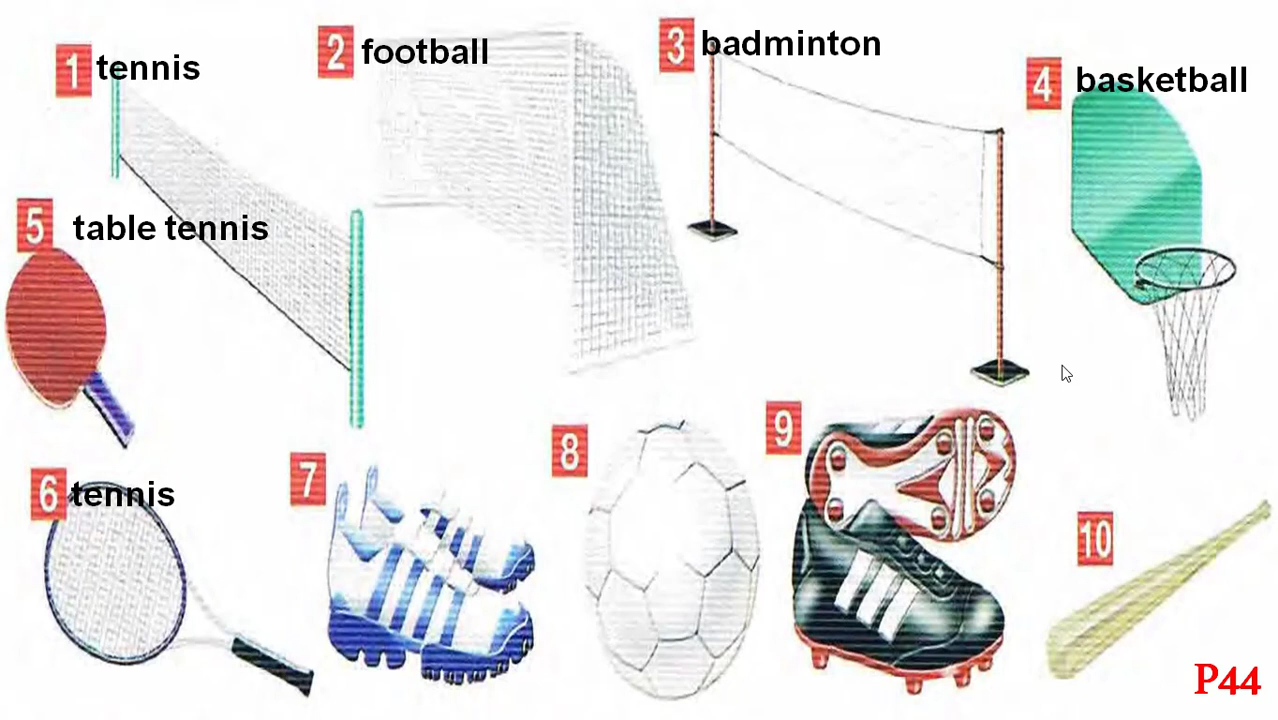 1 tennis
2 football
3 badminton
4 basketball
5 table tennis
6 tennis
7
8
9
10
P44